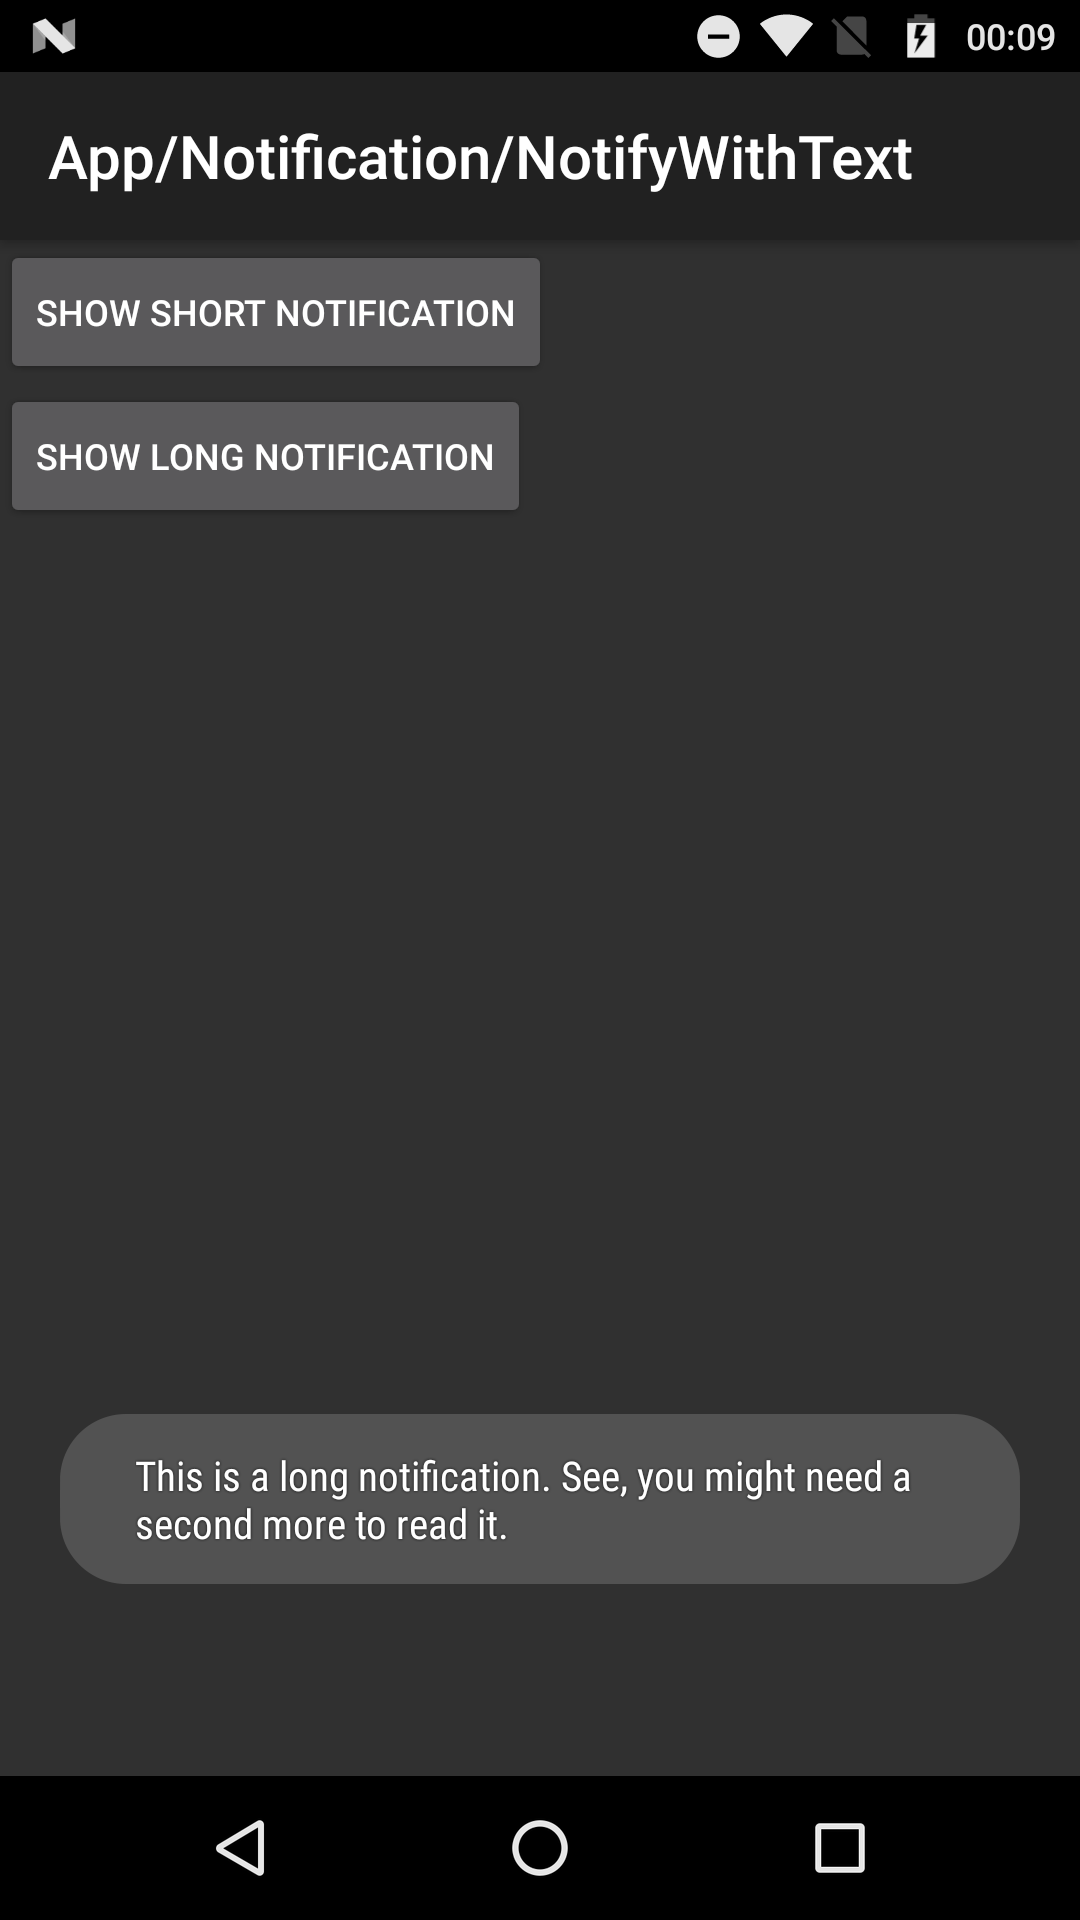 00:09
App/Notification/NotifyWithText
SHOW SHORT NOTIFICATION
SHOW LONG NOTIFICATION
This is a long notification. See, you might need a
second more to read it.